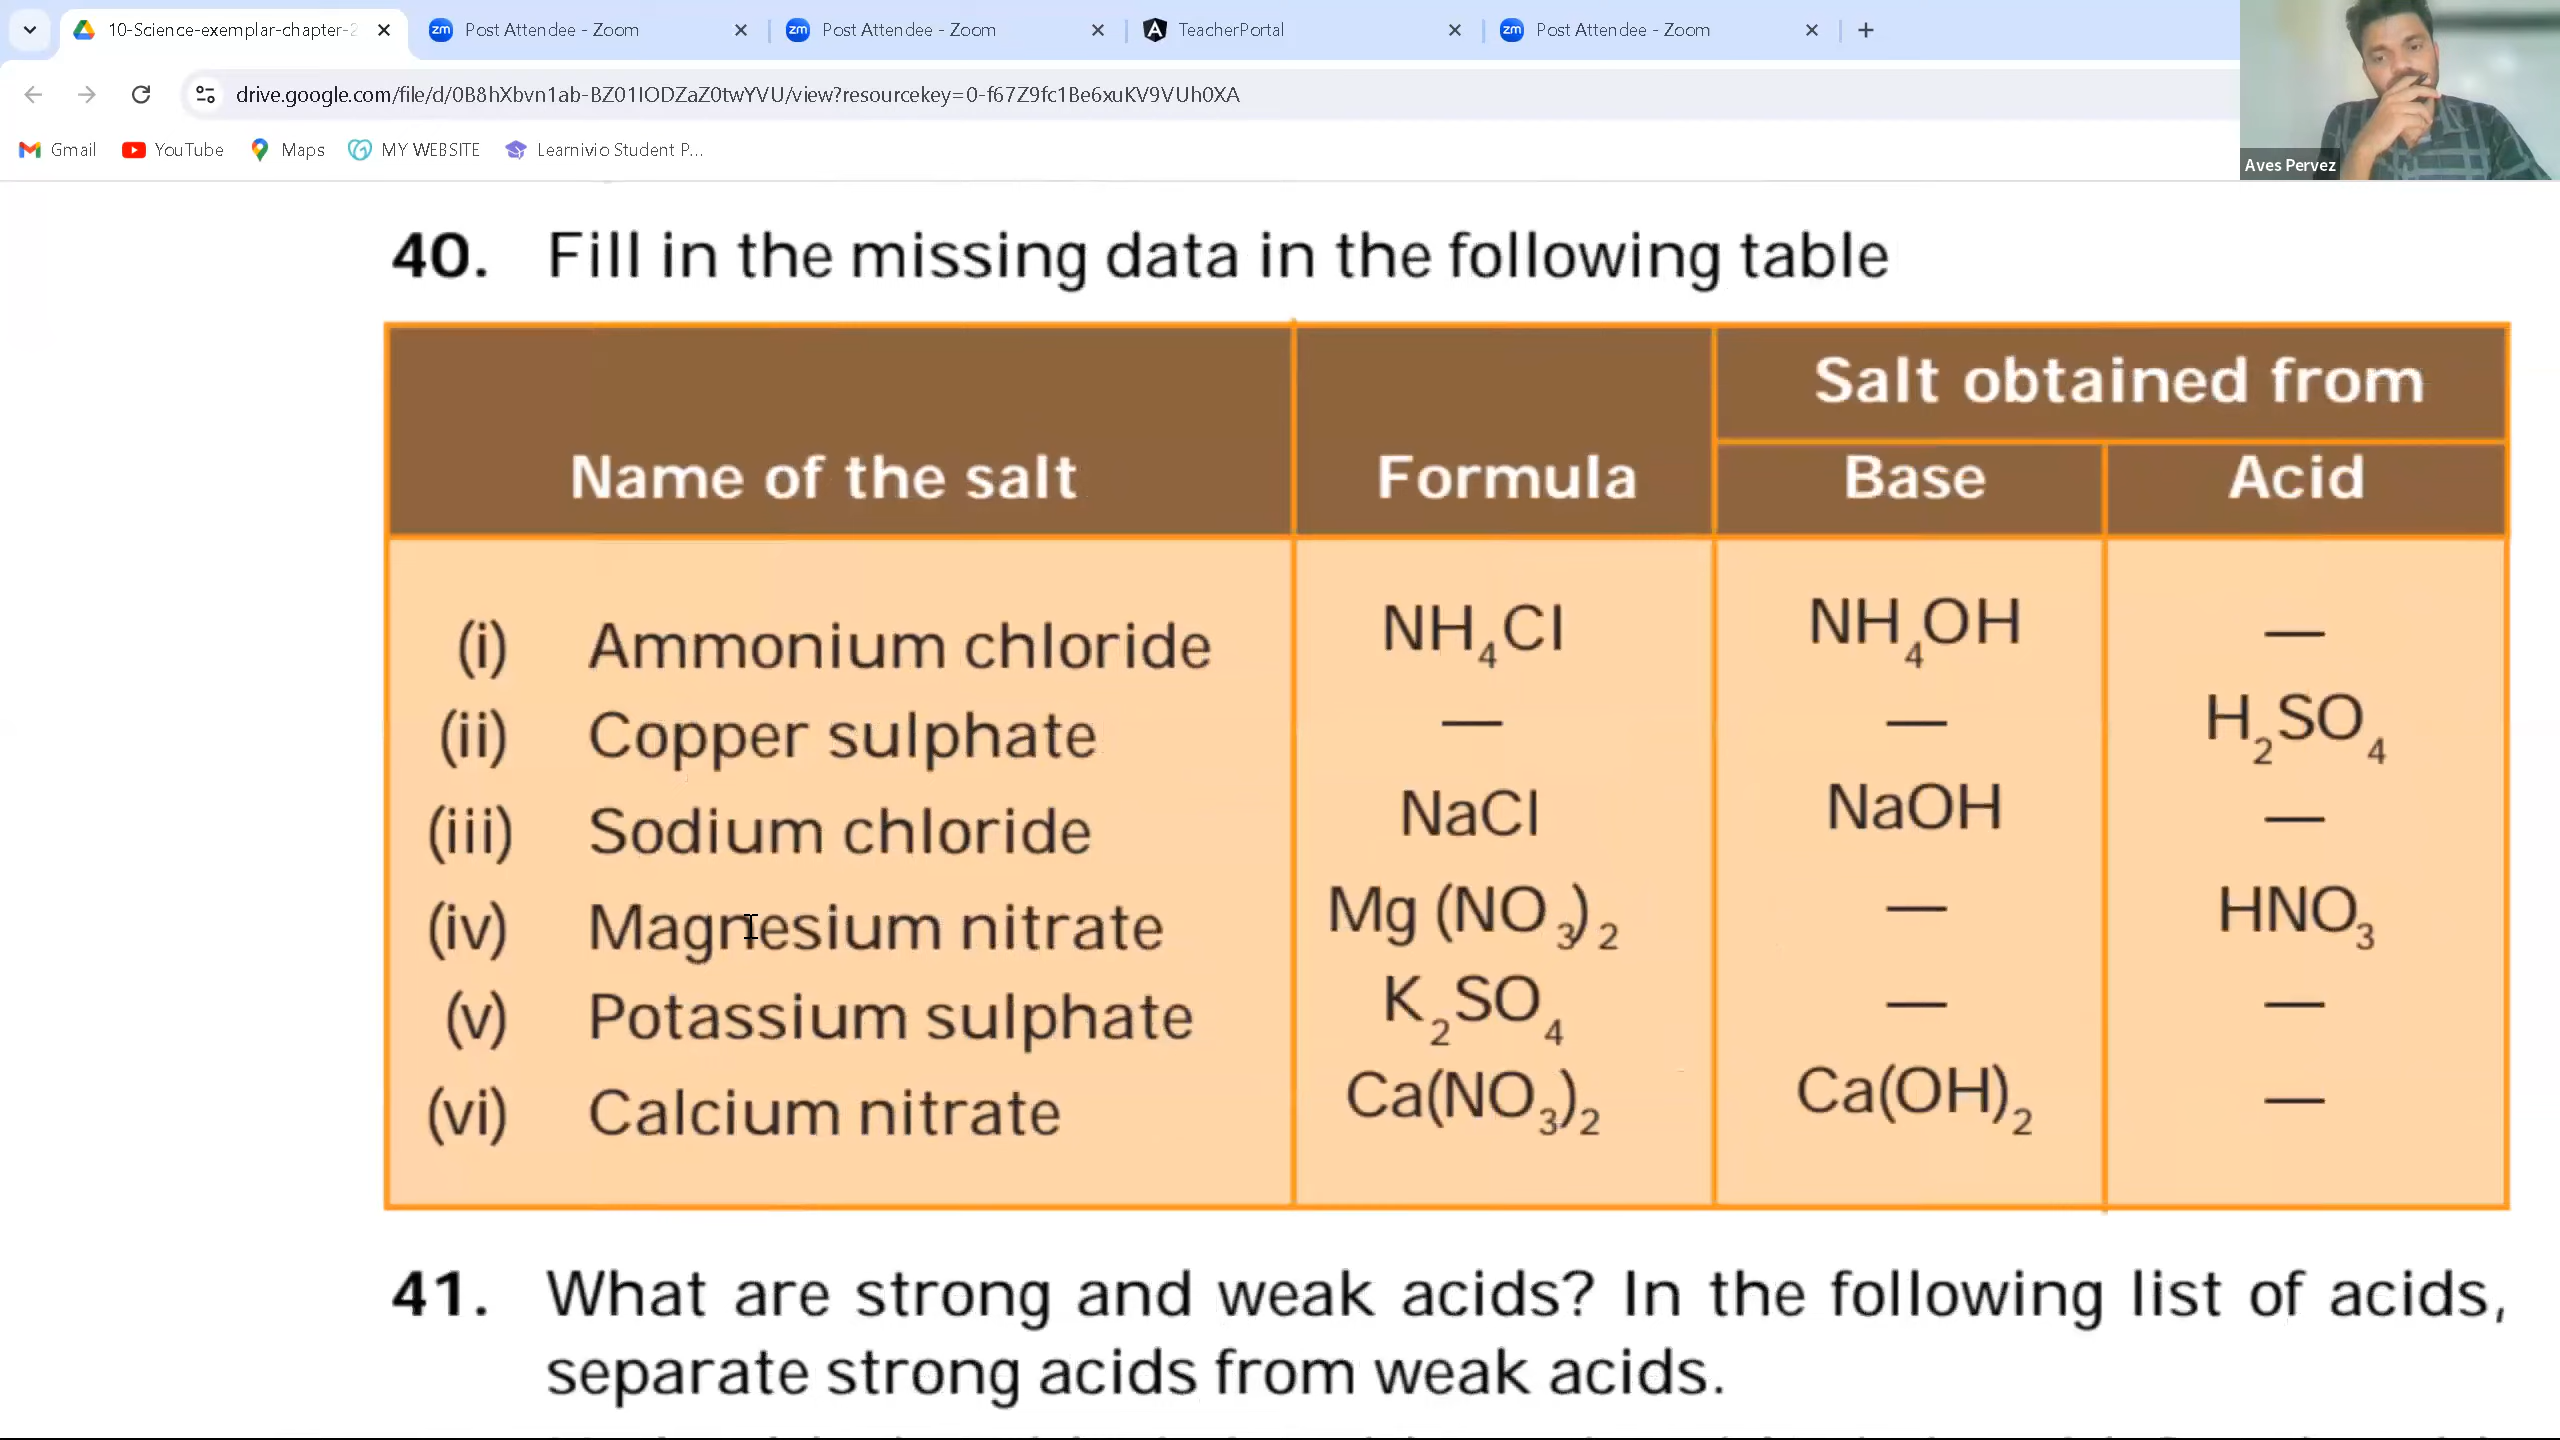 10-Science-exemplar-chapter-2
Post Attendee - Zoom
Post Attendee - Zoom
TeacherPortal
Post Attendee - Zoom
drive.google.com/file/d/0B8hXbvn1ab-BZ01IODZaZ0twYVU/view?resourcekey=0-f67Z9fc1Be6xuKV9VUh0XA
Gmail
YouTube
Maps
MY WEBSITE
Learnivio Student P...
Aves Pervez
40. Fill in the missing data in the following table
Salt obtained from
Name of the salt Formula Base Acid
(i) Ammonium chloride NH₄Cl NH₄OH —
(ii) Copper sulphate — — H₂SO₄
(iii) Sodium chloride NaCl NaOH —
(iv) Magnesium nitrate Mg (NO₃)₂ — HNO₃
(v) Potassium sulphate K₂SO₄ — —
(vi) Calcium nitrate Ca(NO₃)₂ Ca(OH)₂ —
41. What are strong and weak acids? In the following list of acids,
separate strong acids from weak acids.